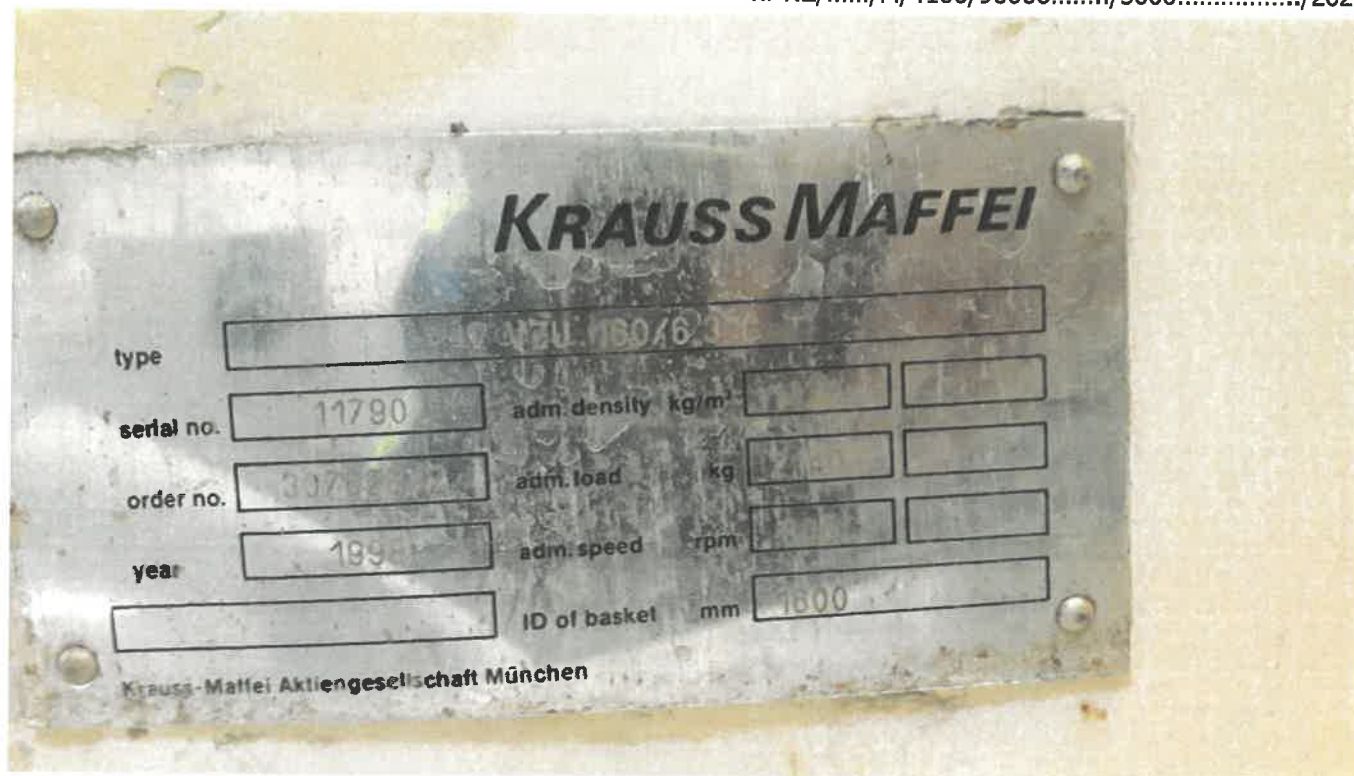 KRAUSS MAFFEI
type
serial no. 11790 adm. density kg/m³
order no. adm. load kg
year adm. speed rpm
ID of basket mm 1600
Krauss-Maffei Aktiengesellschaft München